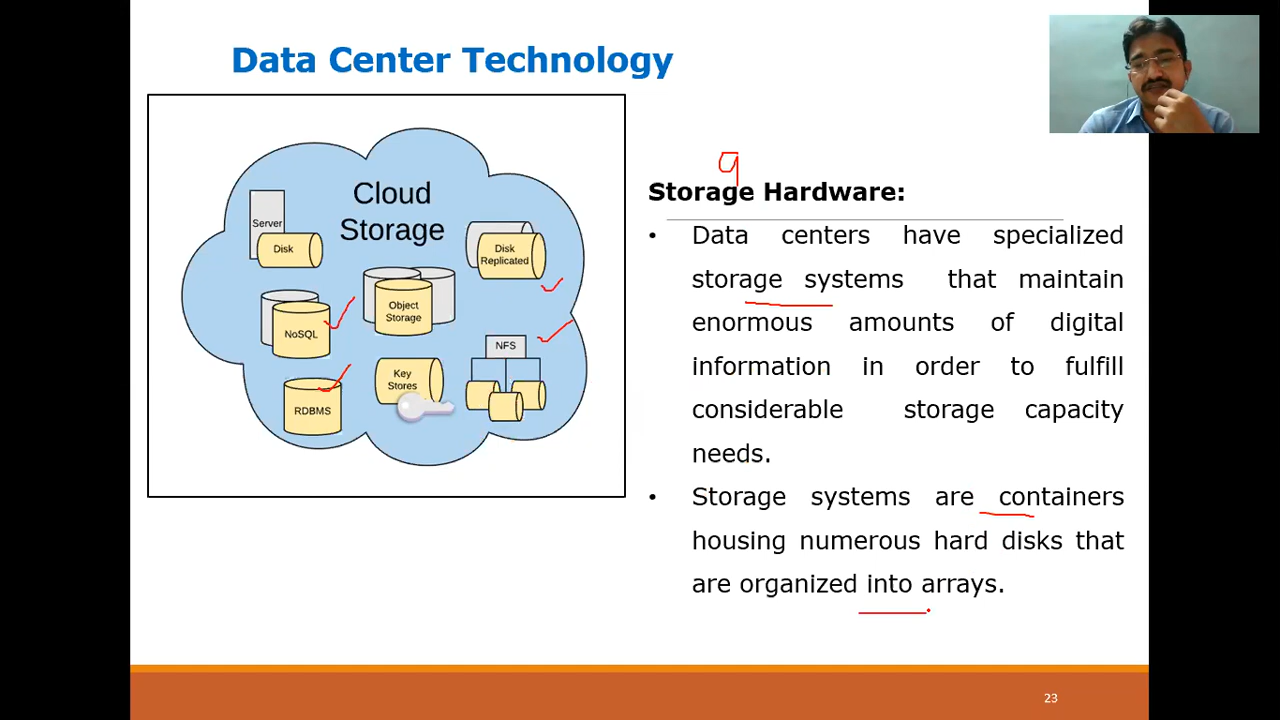 Data Center Technology
Cloud
Storage
Server
Disk
Disk
Replicated
Object
Storage
NoSQL
NFS
Key
Stores
RDBMS
9
Storage Hardware:
• Data centers have specialized
storage systems that maintain
enormous amounts of digital
information in order to fulfill
considerable storage capacity
needs.
• Storage systems are containers
housing numerous hard disks that
are organized into arrays.
23